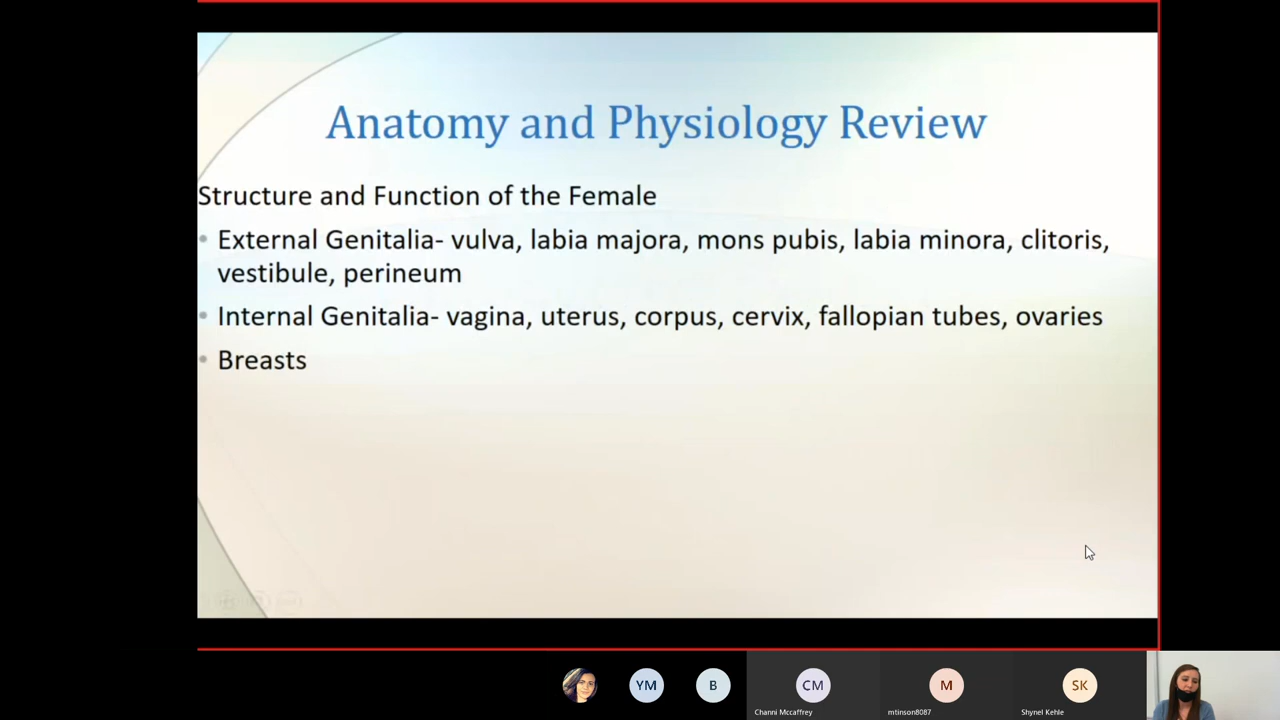 Anatomy and Physiology Review
Structure and Function of the Female
• External Genitalia- vulva, labia majora, mons pubis, labia minora, clitoris,
vestibule, perineum
• Internal Genitalia- vagina, uterus, corpus, cervix, fallopian tubes, ovaries
• Breasts
YM
B
CM
M
SK
Channi Mccaffrey
mtinson8087
Shynel Kehle